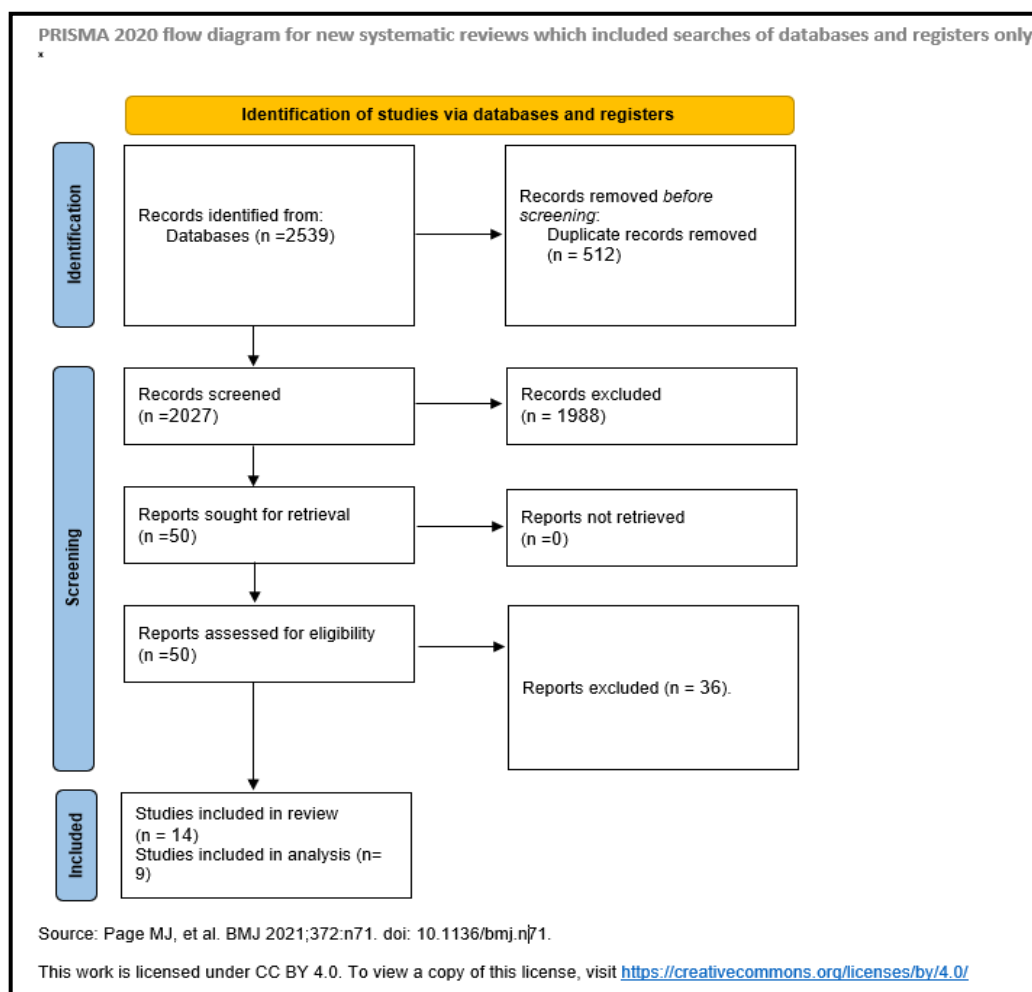 PRISMA 2020 flow diagram for new systematic reviews which included searches of databases and registers only
Identification of studies via databases and registers
Identification
Records identified from:
Databases (n =2539)
Records removed before
screening:
Duplicate records removed
(n = 512)
Screening
Records screened
(n =2027)
Records excluded
(n = 1988)
Reports sought for retrieval
(n =50)
Reports not retrieved
(n =0)
Reports assessed for eligibility
(n =50)
Reports excluded (n = 36).
Included
Studies included in review
(n = 14)
Studies included in analysis (n=
9)
Source: Page MJ, et al. BMJ 2021;372:n71. doi: 10.1136/bmj.n71.
This work is licensed under CC BY 4.0. To view a copy of this license, visit https://creativecommons.org/licenses/by/4.0/